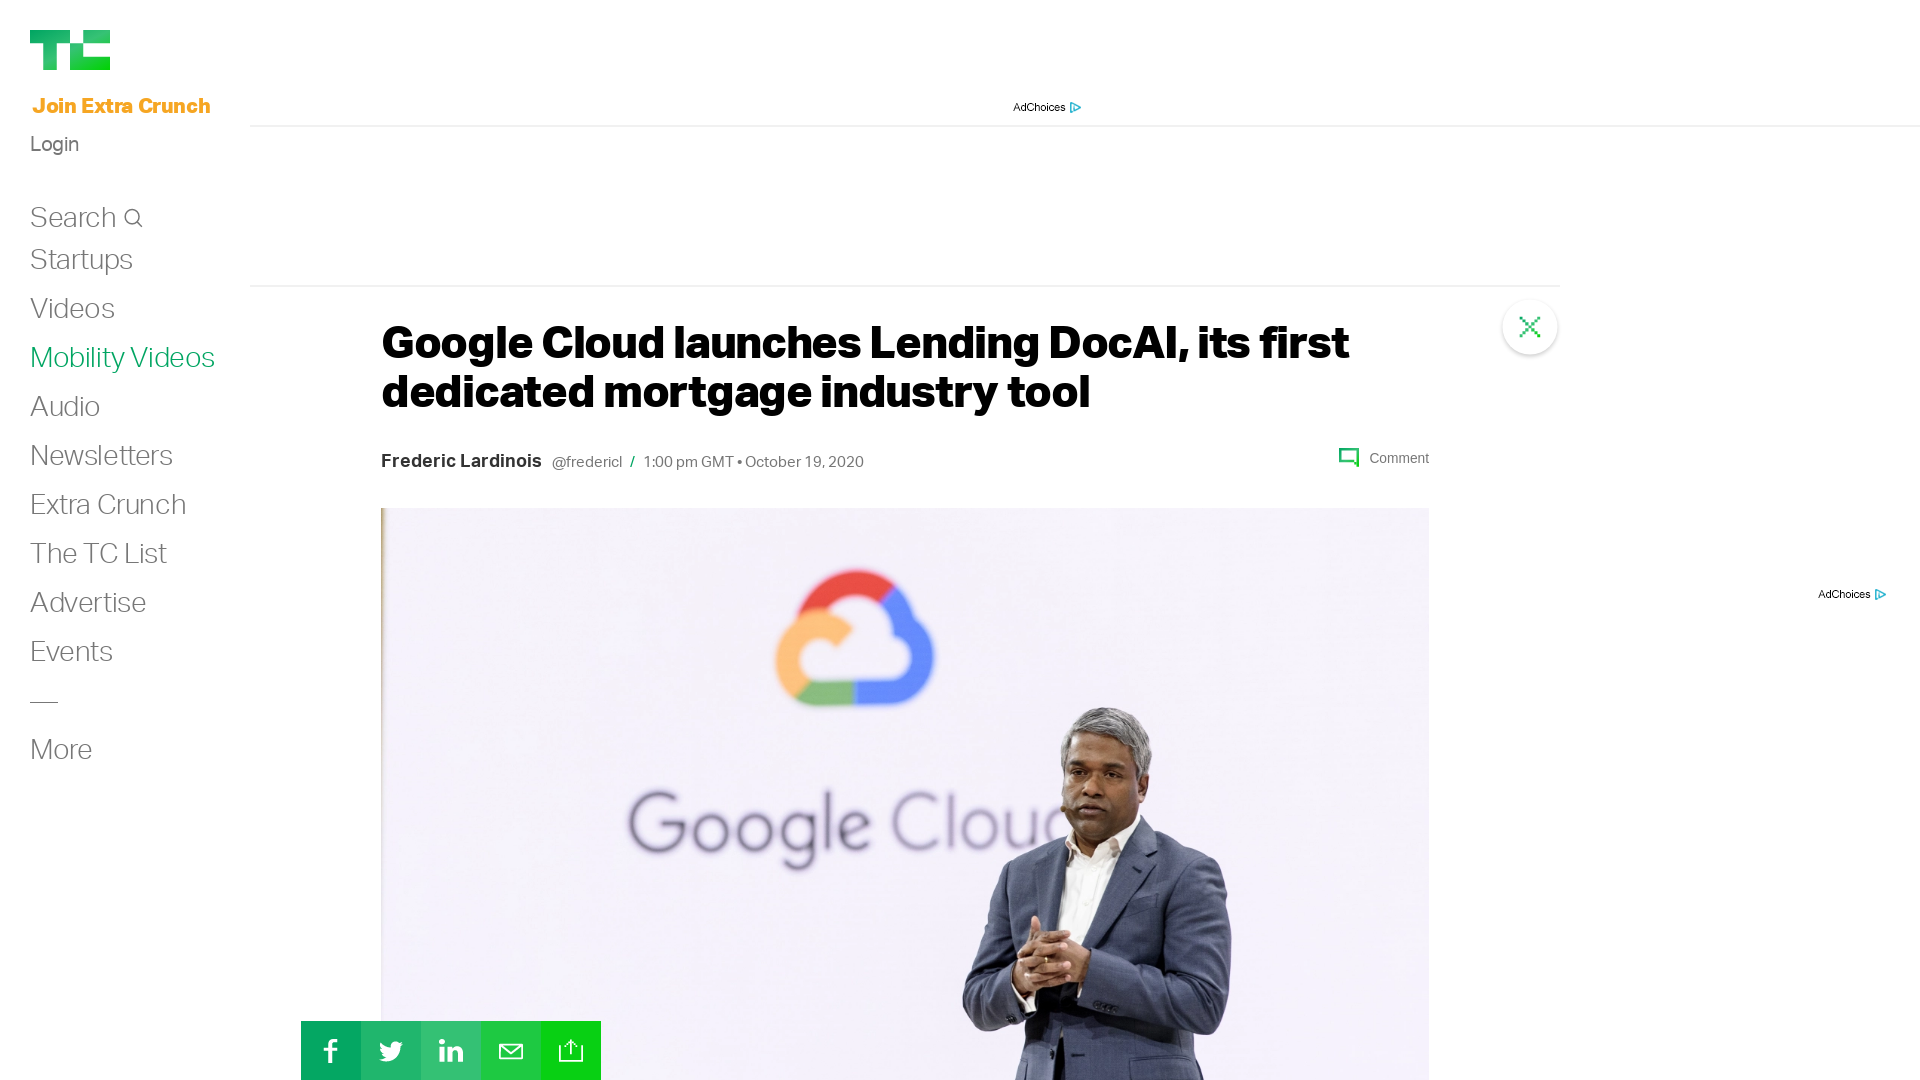 TC
Join Extra Crunch
Login
Search
Startups
Videos
Mobility Videos
Audio
Newsletters
Extra Crunch
The TC List
Advertise
Events
—
More
AdChoices
Google Cloud launches Lending DocAI, its first
dedicated mortgage industry tool
Frederic Lardinois @fredericl / 1:00 pm GMT • October 19, 2020
Comment
Google Cloud
AdChoices